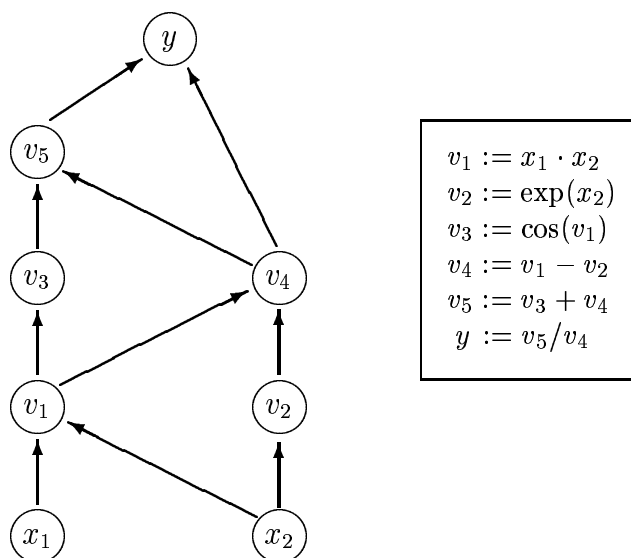 y
v₅
v₃ v₄
v₁ v₂
x₁ x₂
v₁ := x₁ · x₂
v₂ := exp(x₂)
v₃ := cos(v₁)
v₄ := v₁ − v₂
v₅ := v₃ + v₄
y := v₅/v₄